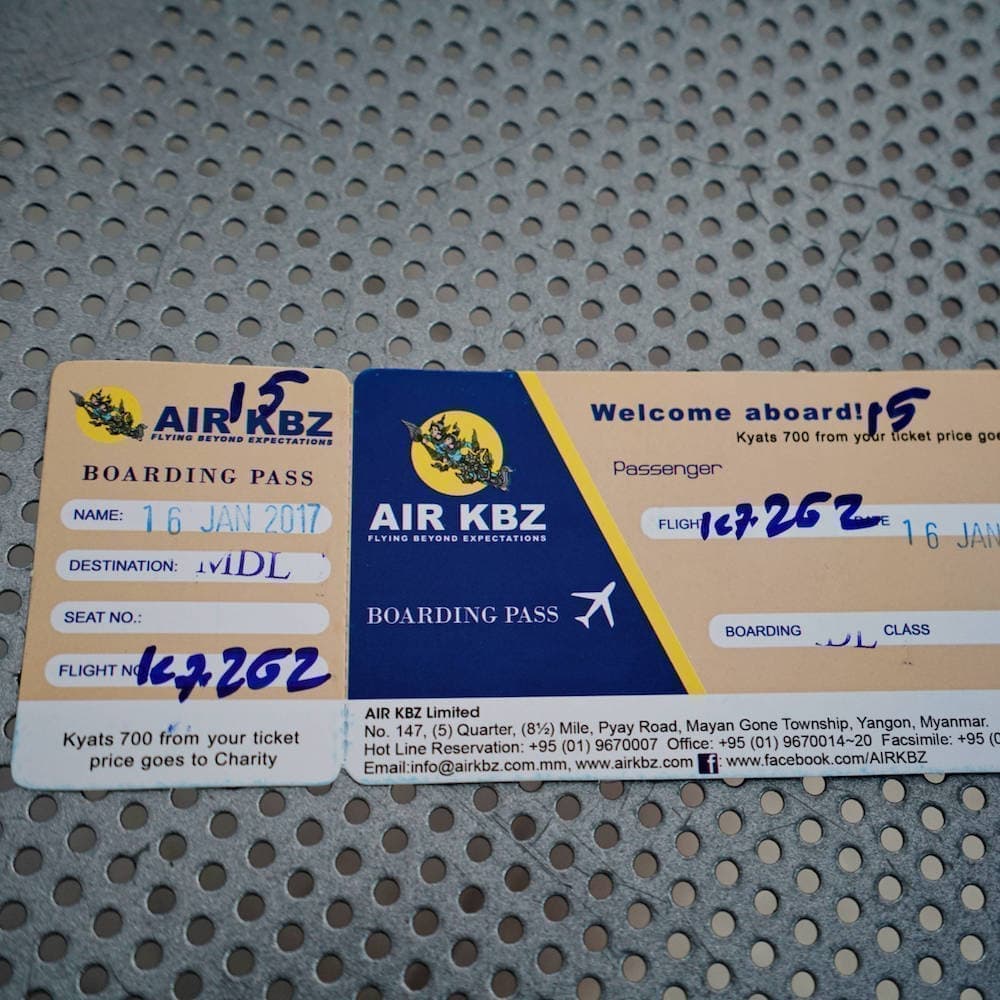 15
AIR KBZ
FLYING BEYOND EXPECTATIONS
BOARDING PASS
NAME: 16 JAN 2017
DESTINATION: MDL
SEAT NO.:
FLIGHT NO K7.262
Kyats 700 from your ticket
price goes to Charity
AIR KBZ
FLYING BEYOND EXPECTATIONS
BOARDING PASS
Welcome aboard! 15
Kyats 700 from your ticket price goe
Passenger
FLIGHT K7.262 DATE 16 JAN
BOARDING DL CLASS
AIR KBZ Limited
No. 147, (5) Quarter, (8½) Mile, Pyay Road, Mayan Gone Township, Yangon, Myanmar.
Hot Line Reservation: +95 (01) 9670007 Office: +95 (01) 9670014~20 Facsimile: +95 (0
Email:info@airkbz.com.mm, www.airkbz.com f: www.facebook.com/AIRKBZ